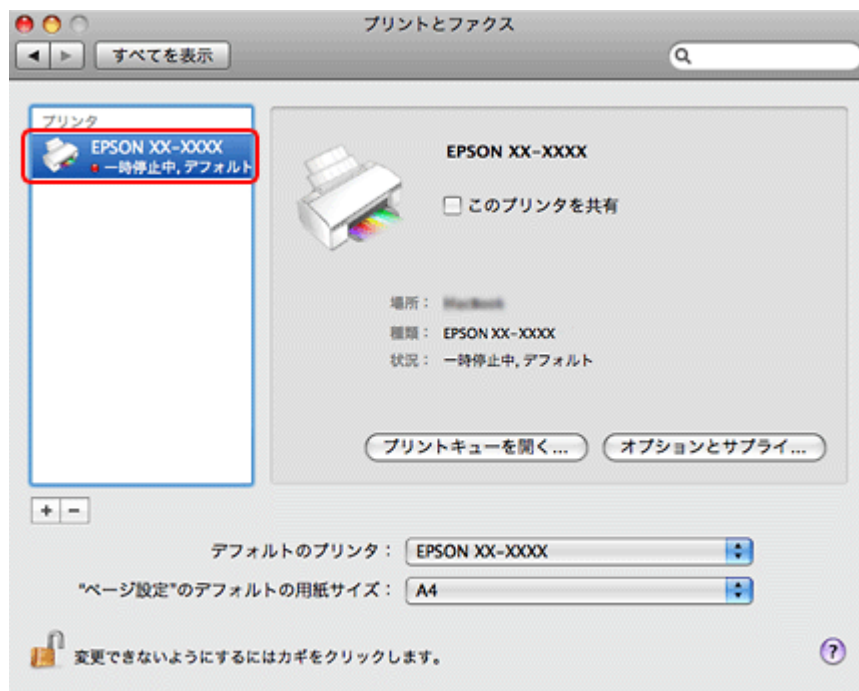 プリントとファクス
すべてを表示
プリンタ
EPSON XX-XXXX
一時停止中, デフォルト
EPSON XX-XXXX
このプリンタを共有
場所：
種類： EPSON XX-XXXX
状況： 一時停止中, デフォルト
プリントキューを開く... オプションとサプライ...
+ −
デフォルトのプリンタ： EPSON XX-XXXX
"ページ設定"のデフォルトの用紙サイズ： A4
変更できないようにするにはカギをクリックします。 ?